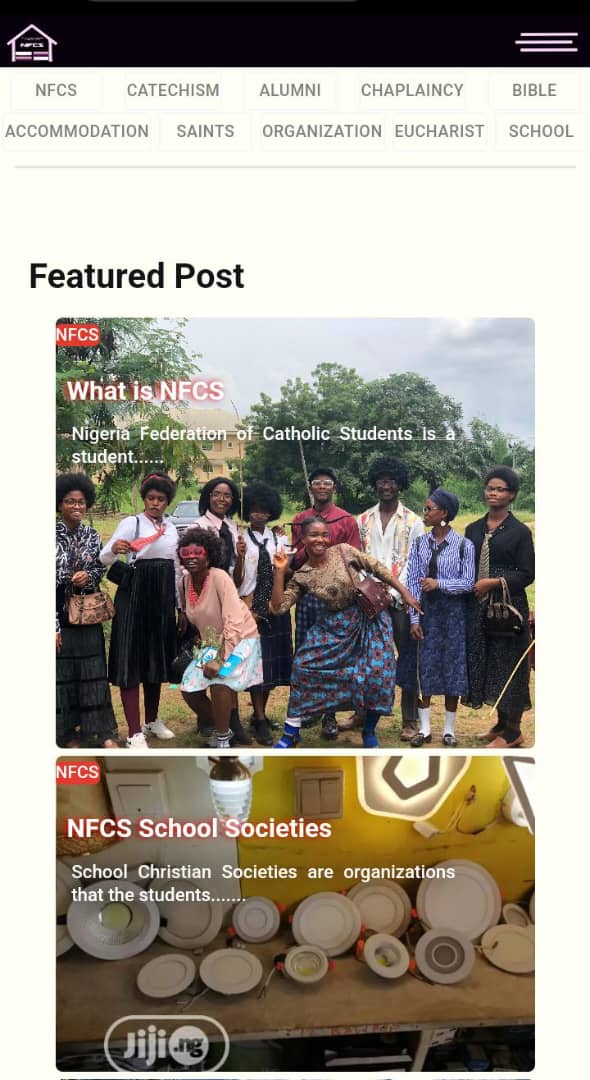 NFCS
NFCS CATECHISM ALUMNI CHAPLAINCY BIBLE
ACCOMMODATION SAINTS ORGANIZATION EUCHARIST SCHOOL
Featured Post
NFCS
What is NFCS
Nigeria Federation of Catholic Students is a
student......
NFCS
NFCS School Societies
School Christian Societies are organizations
that the students.......
Jiji.ng